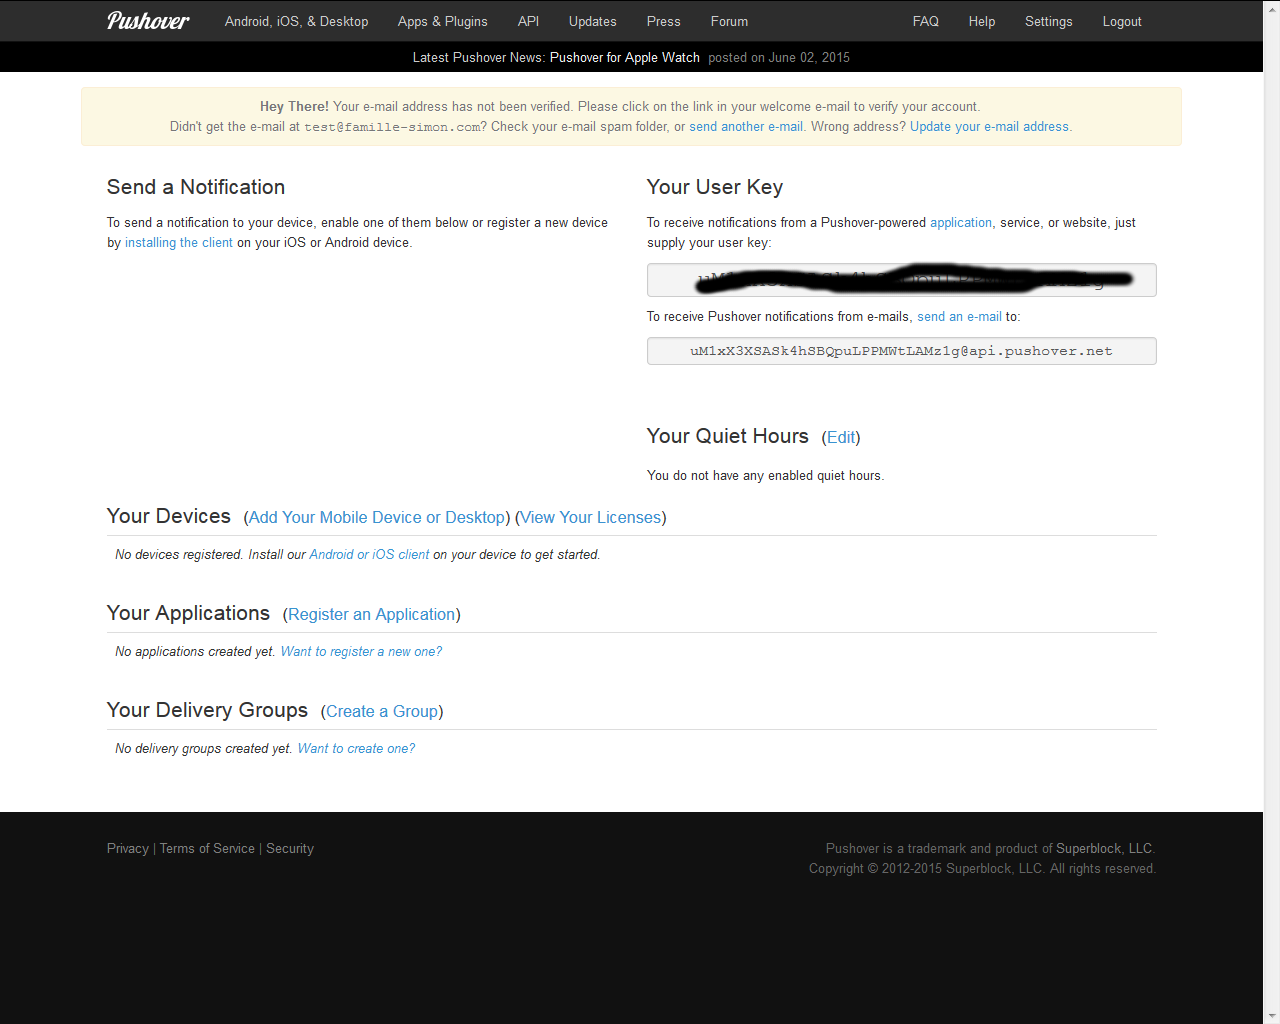 Pushover Android, iOS, & Desktop Apps & Plugins API Updates Press Forum FAQ Help Settings Logout
Latest Pushover News: Pushover for Apple Watch posted on June 02, 2015
Hey There! Your e-mail address has not been verified. Please click on the link in your welcome e-mail to verify your account.
Didn't get the e-mail at test@famille-simon.com? Check your e-mail spam folder, or send another e-mail. Wrong address? Update your e-mail address.
Send a Notification
To send a notification to your device, enable one of them below or register a new device
by installing the client on your iOS or Android device.
Your User Key
To receive notifications from a Pushover-powered application, service, or website, just
supply your user key:
To receive Pushover notifications from e-mails, send an e-mail to:
uM1xX3XSASk4hSBQpuLPPMWtLAMz1g@api.pushover.net
Your Quiet Hours (Edit)
You do not have any enabled quiet hours.
Your Devices (Add Your Mobile Device or Desktop) (View Your Licenses)
No devices registered. Install our Android or iOS client on your device to get started.
Your Applications (Register an Application)
No applications created yet. Want to register a new one?
Your Delivery Groups (Create a Group)
No delivery groups created yet. Want to create one?
Privacy | Terms of Service | Security
Pushover is a trademark and product of Superblock, LLC.
Copyright © 2012-2015 Superblock, LLC. All rights reserved.